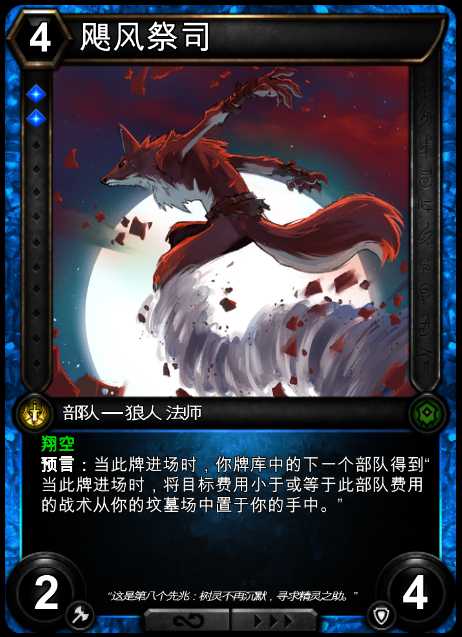 4 飓风祭司
部队 — 狼人 法师
翔空
预言：当此牌进场时，你牌库中的下一个部队得到“
当此牌进场时，将目标费用小于或等于此部队费用
的战术从你的坟墓场中置于你的手中。”
2
“这是第八个先兆：树灵不再沉默，寻求精灵之助。”
4